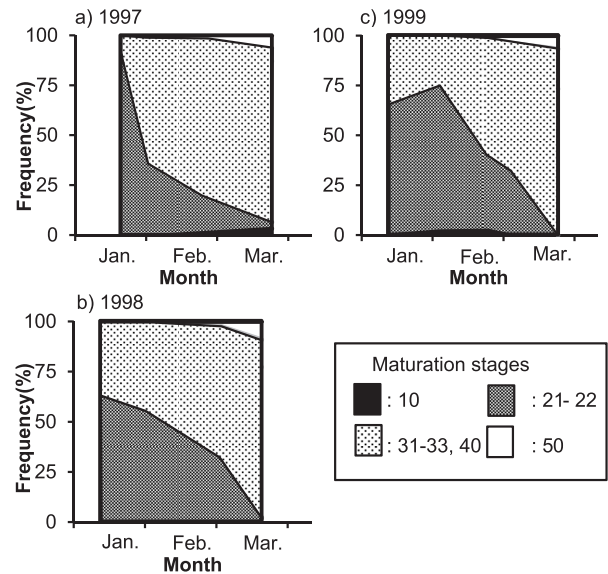 a) 1997
100
75
50
25
0
Frequency(%)
Jan. Feb. Mar.
Month
c) 1999
100
75
50
25
0
Jan. Feb. Mar.
Month
b) 1998
100
75
50
25
0
Frequency(%)
Jan. Feb. Mar.
Month
Maturation stages
: 10 : 21- 22
: 31-33, 40 : 50